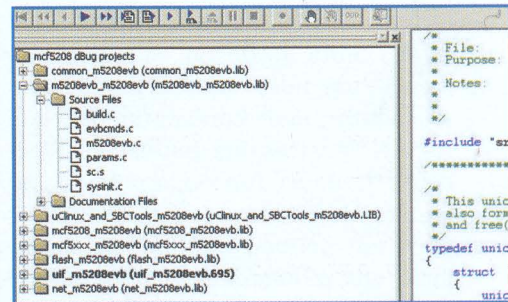 mcf5208 dBug projects
common_m5208evb (common_m5208evb.lib)
m5208evb_m5208evb (m5208evb_m5208evb.lib)
Source Files
build.c
evbcmds.c
m5208evb.c
params.c
sc.s
sysinit.c
Documentation Files
uClinux_and_SBCTools_m5208evb (uClinux_and_SBCTools_m5208evb.LIB)
mcf5208_m5208evb (mcf5208_m5208evb.lib)
mcf5xxx_m5208evb (mcf5xxx_m5208evb.lib)
flash_m5208evb (flash_m5208evb.lib)
uif_m5208evb (uif_m5208evb.695)
net_m5208evb (net_m5208evb.lib)
/*
* File:
* Purpose:
*
* Notes:
*
*
*
*/
#include "sr
/*
* This unio
* also form
* and free(
*/
typedef unio
{
struct
{
unic